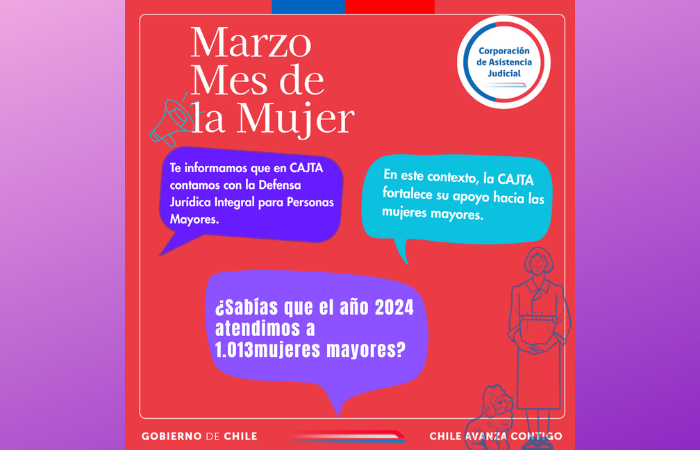 Marzo
Mes de
la Mujer
Corporación
de Asistencia
Judicial
Te informamos que en CAJTA
contamos con la Defensa
Jurídica Integral para Personas
Mayores.
En este contexto, la CAJTA
fortalece su apoyo hacia las
mujeres mayores.
¿Sabías que el año 2024
atendimos a
1.013mujeres mayores?
GOBIERNO DE CHILE
CHILE AVANZA CONTIGO